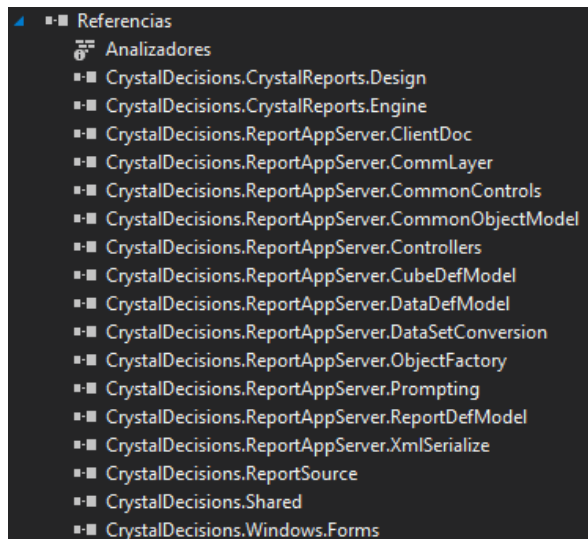 Referencias
Analizadores
CrystalDecisions.CrystalReports.Design
CrystalDecisions.CrystalReports.Engine
CrystalDecisions.ReportAppServer.ClientDoc
CrystalDecisions.ReportAppServer.CommLayer
CrystalDecisions.ReportAppServer.CommonControls
CrystalDecisions.ReportAppServer.CommonObjectModel
CrystalDecisions.ReportAppServer.Controllers
CrystalDecisions.ReportAppServer.CubeDefModel
CrystalDecisions.ReportAppServer.DataDefModel
CrystalDecisions.ReportAppServer.DataSetConversion
CrystalDecisions.ReportAppServer.ObjectFactory
CrystalDecisions.ReportAppServer.Prompting
CrystalDecisions.ReportAppServer.ReportDefModel
CrystalDecisions.ReportAppServer.XmlSerialize
CrystalDecisions.ReportSource
CrystalDecisions.Shared
CrystalDecisions.Windows.Forms